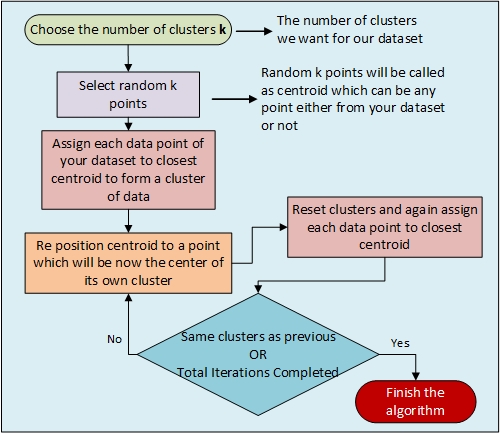 Choose the number of clusters k
The number of clusters
we want for our dataset
Select random k
points
Random k points will be called
as centroid which can be any
point either from your dataset
or not
Assign each data point of
your dataset to closest
centroid to form a cluster
of data
Reset clusters and again assign
each data point to closest
centroid
Re position centroid to a point
which will be now the center of
its own cluster
Same clusters as previous
OR
Total Iterations Completed
No
Yes
Finish the
algorithm